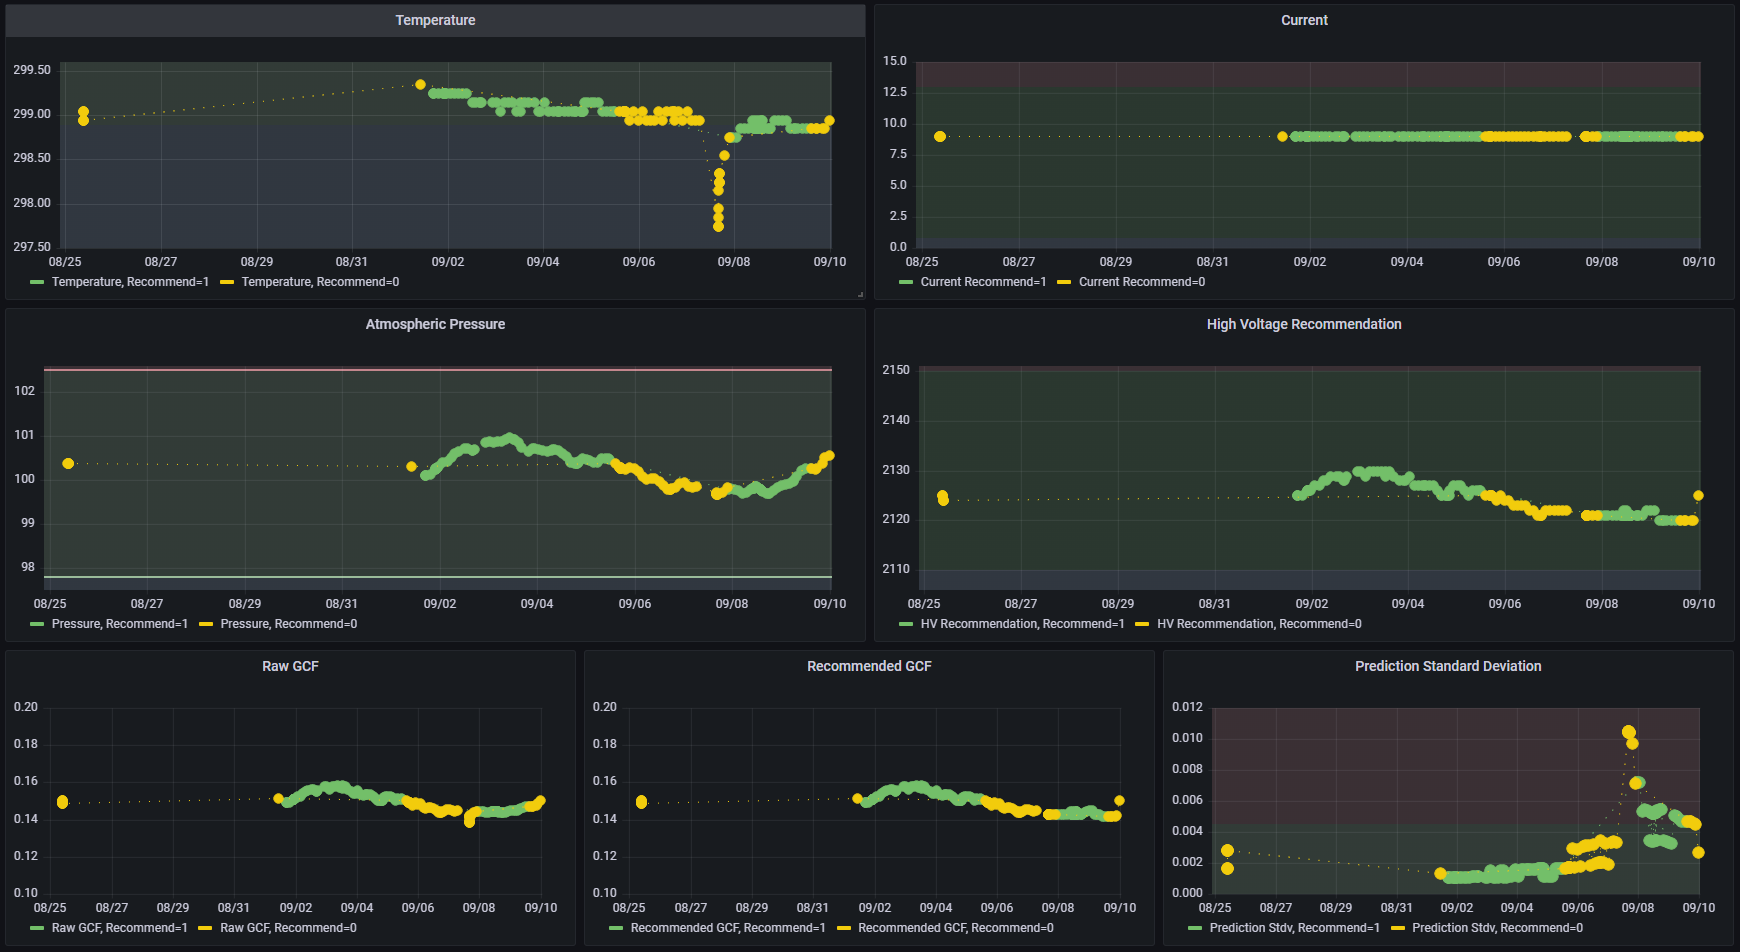 Temperature
299.50
299.00
298.50
298.00
297.50
08/25 08/27 08/29 08/31 09/02 09/04 09/06 09/08 09/10
Temperature, Recommend=1 Temperature, Recommend=0
Current
15.0
12.5
10.0
7.5
5.0
2.5
0.0
08/25 08/27 08/29 08/31 09/02 09/04 09/06 09/08 09/10
Current Recommend=1 Current Recommend=0
Atmospheric Pressure
102
101
100
99
98
08/25 08/27 08/29 08/31 09/02 09/04 09/06 09/08 09/10
Pressure, Recommend=1 Pressure, Recommend=0
High Voltage Recommendation
2150
2140
2130
2120
2110
08/25 08/27 08/29 08/31 09/02 09/04 09/06 09/08 09/10
HV Recommendation, Recommend=1 HV Recommendation, Recommend=0
Raw GCF
0.20
0.18
0.16
0.14
0.12
0.10
08/25 08/27 08/29 08/31 09/02 09/04 09/06 09/08 09/10
Raw GCF, Recommend=1 Raw GCF, Recommend=0
Recommended GCF
0.20
0.18
0.16
0.14
0.12
0.10
08/25 08/27 08/29 08/31 09/02 09/04 09/06 09/08 09/10
Recommended GCF, Recommend=1 Recommended GCF, Recommend=0
Prediction Standard Deviation
0.012
0.010
0.008
0.006
0.004
0.002
0.000
08/25 08/27 08/29 08/31 09/02 09/04 09/06 09/08 09/10
Prediction Stdv, Recommend=1 Prediction Stdv, Recommend=0